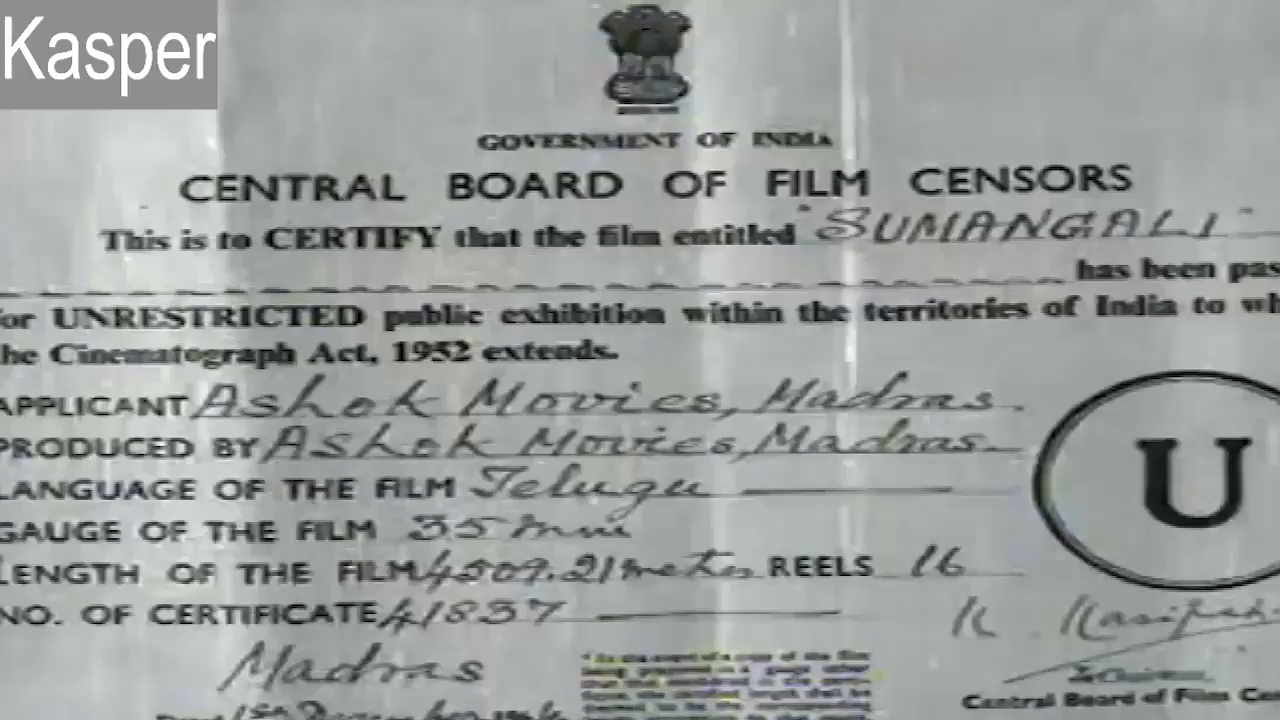 Kasper
GOVERNMENT OF INDIA
CENTRAL BOARD OF FILM CENSORS
This is to CERTIFY that the film entitled "SUMANGALI"
has been pas
for UNRESTRICTED public exhibition within the territories of India to wh
he Cinematograph Act, 1952 extends.
APPLICANT Ashok Movies, Madras.
PRODUCED BY Ashok Movies, Madras.
LANGUAGE OF THE FILM Telugu
GAUGE OF THE FILM 35 mm
LENGTH OF THE FILM 4509.21 metres REELS 16
U
NO. OF CERTIFICATE 41837
K.
Madras
Central Board of Film Cen